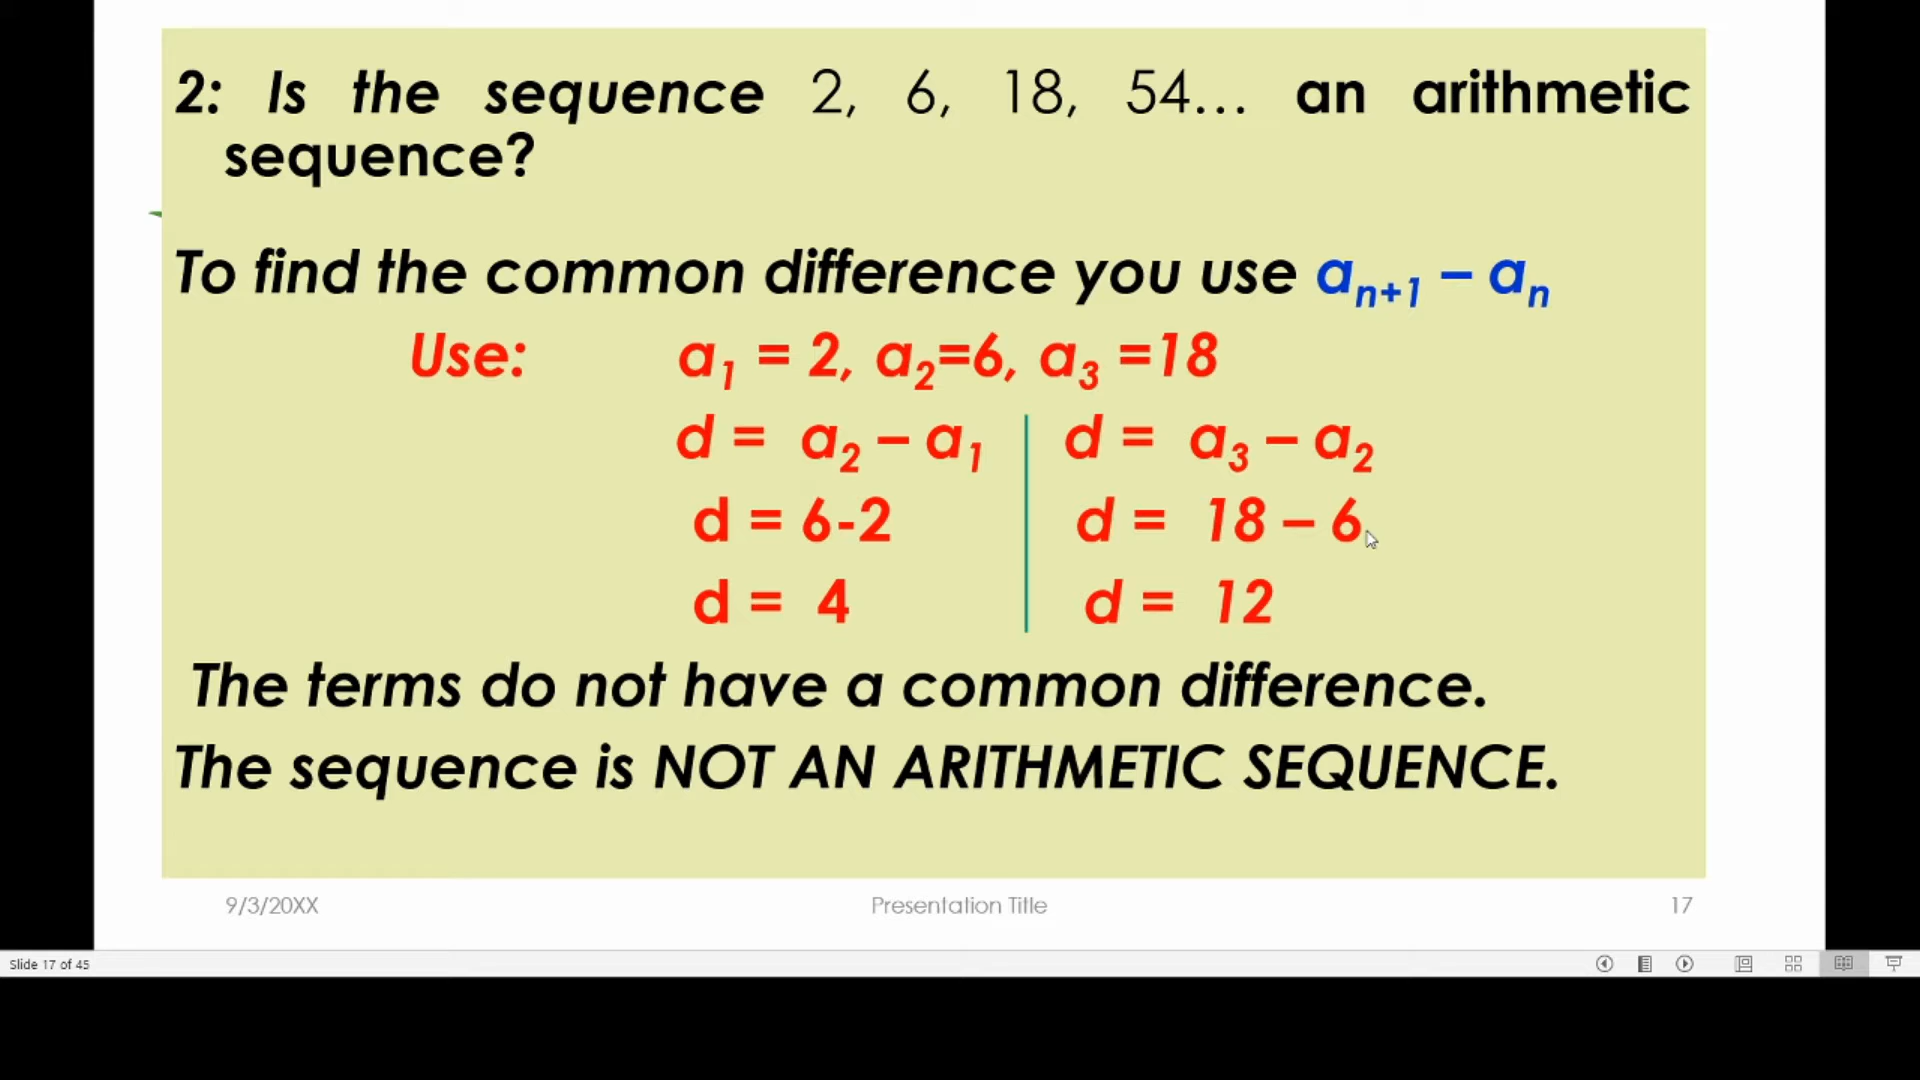 2: Is the sequence 2, 6, 18, 54… an arithmetic
sequence?
To find the common difference you use aₙ₊₁ – aₙ
Use: a₁ = 2, a₂=6, a₃ =18
d = a₂ – a₁ d = a₃ – a₂
d = 6-2 d = 18 – 6
d = 4 d = 12
The terms do not have a common difference.
The sequence is NOT AN ARITHMETIC SEQUENCE.
9/3/20XX Presentation Title 17
Slide 17 of 45